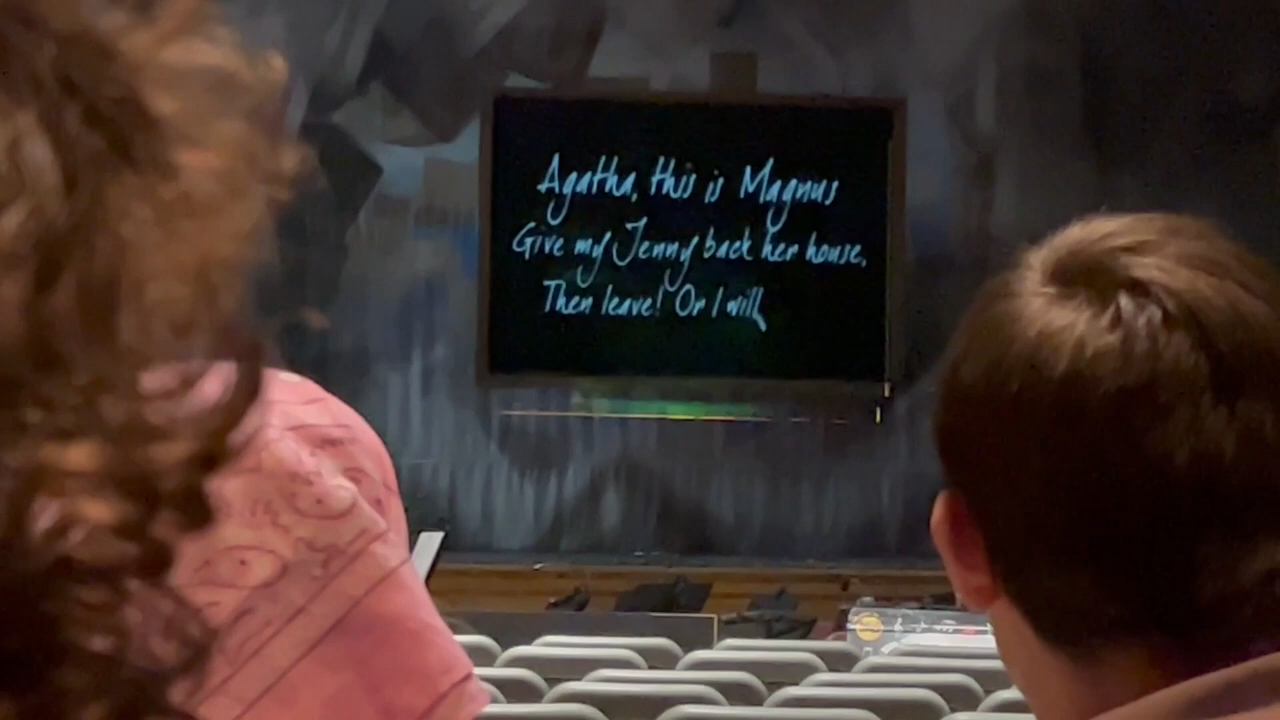 Agatha, this is Magnus
Give my Jenny back her house,
Then leave! Or I will